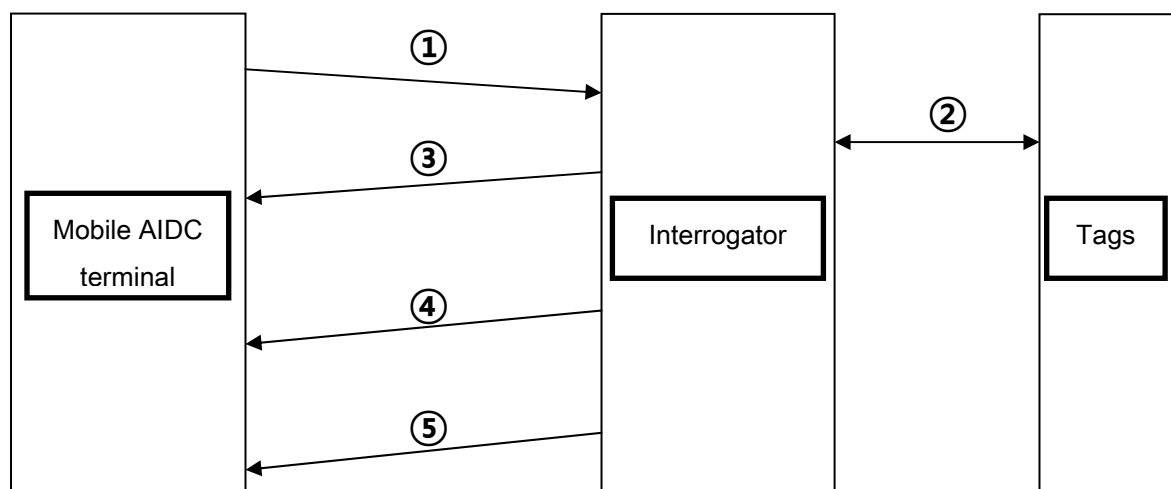 ①
②
③
Mobile AIDC
terminal
Interrogator
Tags
④
⑤